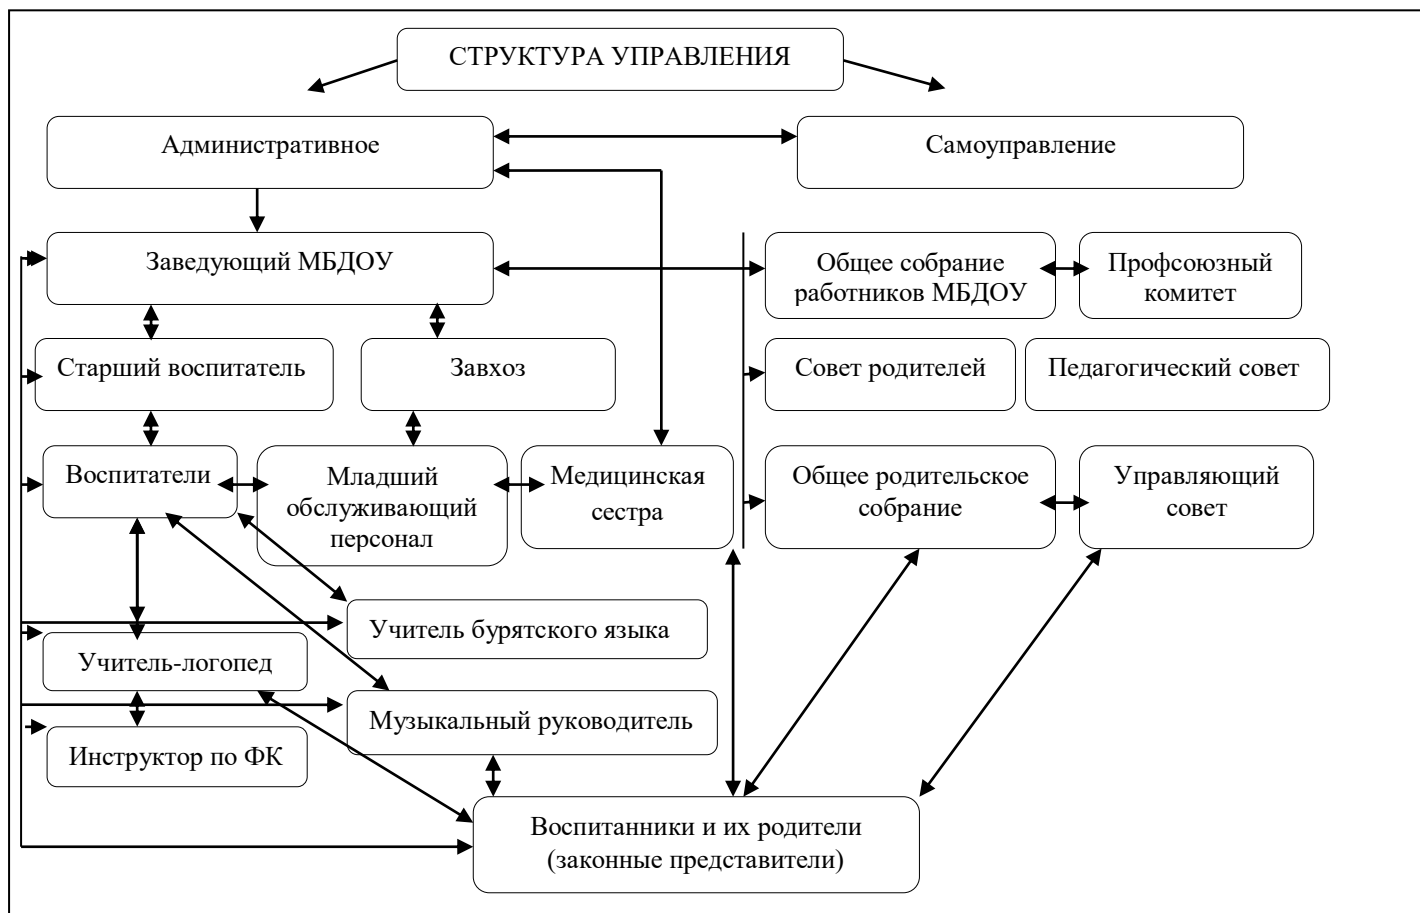 СТРУКТУРА УПРАВЛЕНИЯ
Административное
Самоуправление
Заведующий МБДОУ
Общее собрание
работников МБДОУ
Профсоюзный
комитет
Старший воспитатель
Завхоз
Совет родителей
Педагогический совет
Воспитатели
Младший
обслуживающий
персонал
Медицинская
сестра
Общее родительское
собрание
Управляющий
совет
Учитель бурятского языка
Учитель-логопед
Музыкальный руководитель
Инструктор по ФК
Воспитанники и их родители
(законные представители)